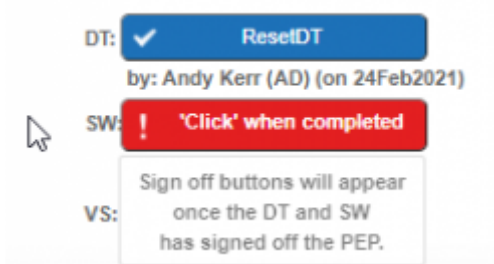 DT: ResetDT
by: Andy Kerr (AD) (on 24Feb2021)
SW: ! 'Click' when completed
Sign off buttons will appear
VS: once the DT and SW
has signed off the PEP.